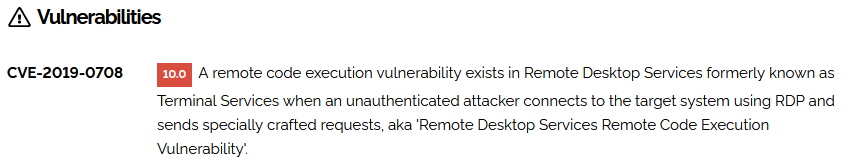 Vulnerabilities
CVE-2019-0708 10.0 A remote code execution vulnerability exists in Remote Desktop Services formerly known as
Terminal Services when an unauthenticated attacker connects to the target system using RDP and
sends specially crafted requests, aka 'Remote Desktop Services Remote Code Execution
Vulnerability'.